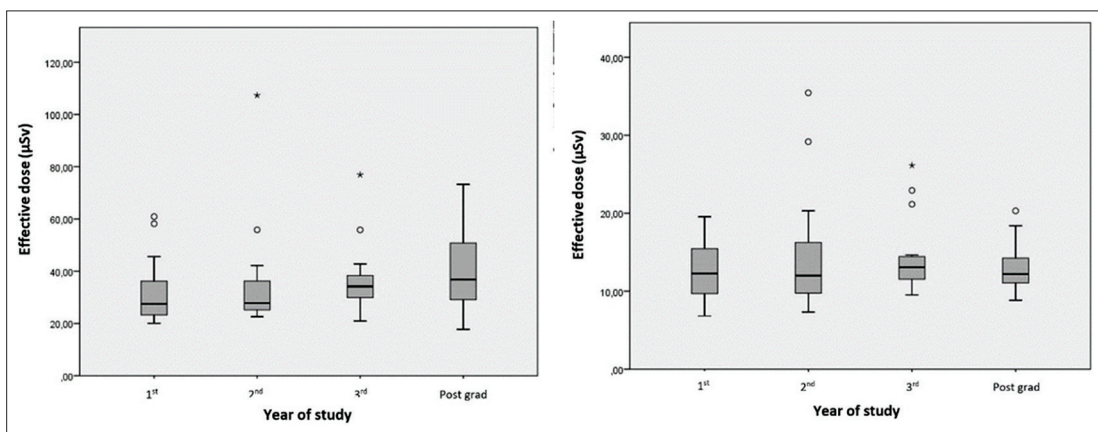 Effective dose (µSv)
120,00
100,00
80,00
60,00
40,00
20,00
,00
1st
2nd
3rd
Post grad
Year of study
Effective dose (µSv)
40,00
30,00
20,00
10,00
,00
1st
2nd
3rd
Post grad
Year of study